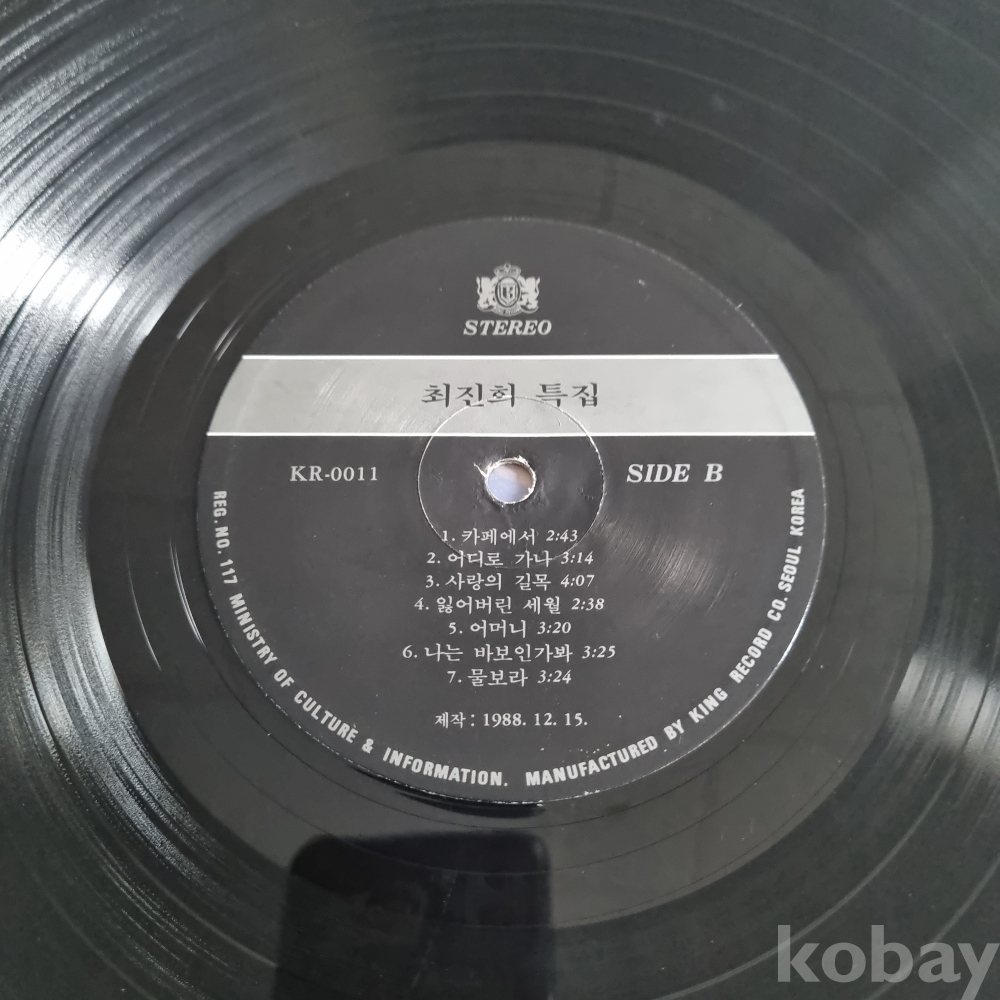 STEREO
최진희 특집
KR-0011
SIDE B
1. 카페에서 2:43
2. 어디로 가나 3:14
3. 사랑의 길목 4:07
4. 잃어버린 세월 2:38
5. 어머니 3:20
6. 나는 바보인가봐 3:25
7. 물보라 3:24
제작: 1988. 12. 15.
REG. NO. 117 MINISTRY OF CULTURE & INFORMATION. MANUFACTURED BY KING RECORD CO. SEOUL KOREA
kobay